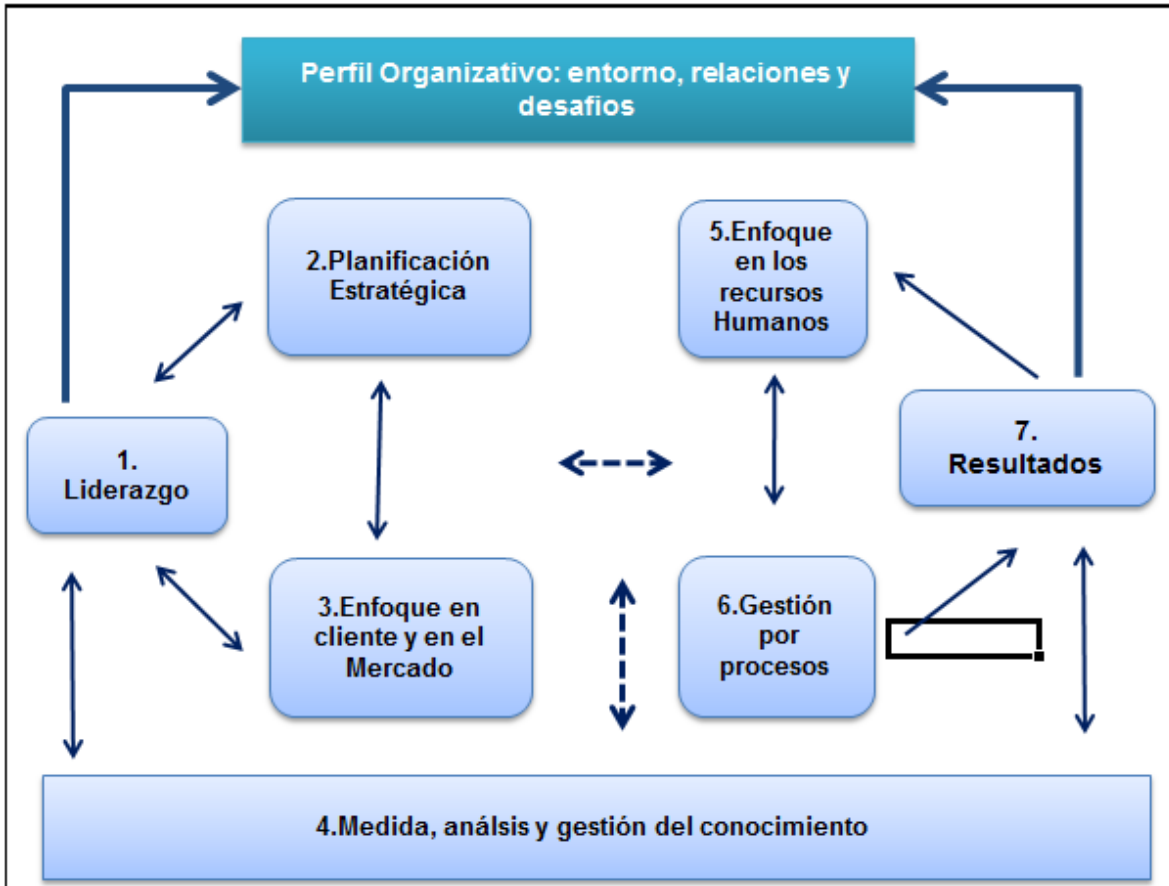 Perfil Organizativo: entorno, relaciones y
desafios
2.Planificación
Estratégica
5.Enfoque
en los
recursos
Humanos
1.
Liderazgo
7.
Resultados
3.Enfoque en
cliente y en el
Mercado
6.Gestión
por
procesos
4.Medida, análsis y gestión del conocimiento